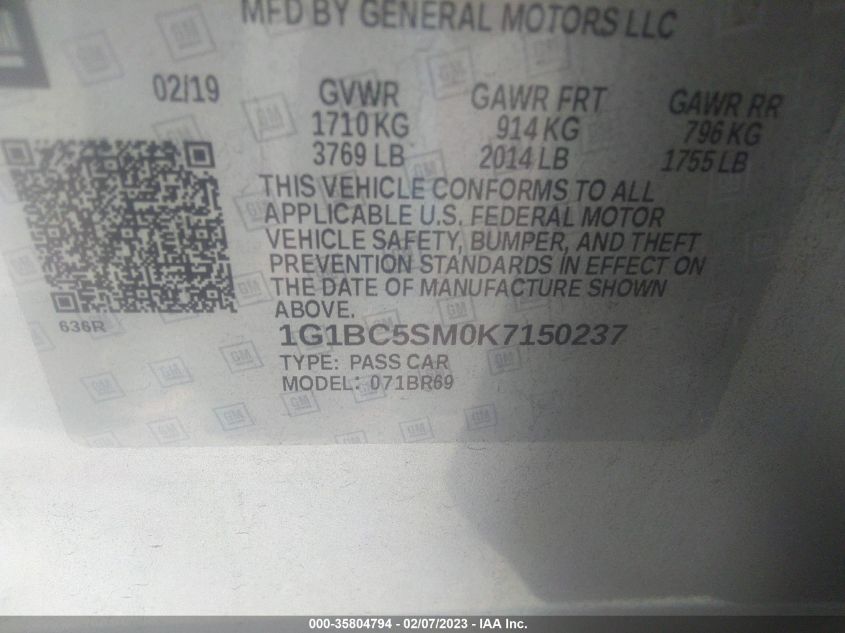 MFD BY GENERAL MOTORS LLC
02/19 GVWR GAWR FRT GAWR RR
1710 KG 914 KG 796 KG
3769 LB 2014 LB 1755 LB
THIS VEHICLE CONFORMS TO ALL
APPLICABLE U.S. FEDERAL MOTOR
VEHICLE SAFETY, BUMPER, AND THEFT
PREVENTION STANDARDS IN EFFECT ON
THE DATE OF MANUFACTURE SHOWN
ABOVE.
636R
1G1BC5SM0K7150237
TYPE: PASS CAR
MODEL: 071BR69
000-35804794 - 02/07/2023 - IAA Inc.